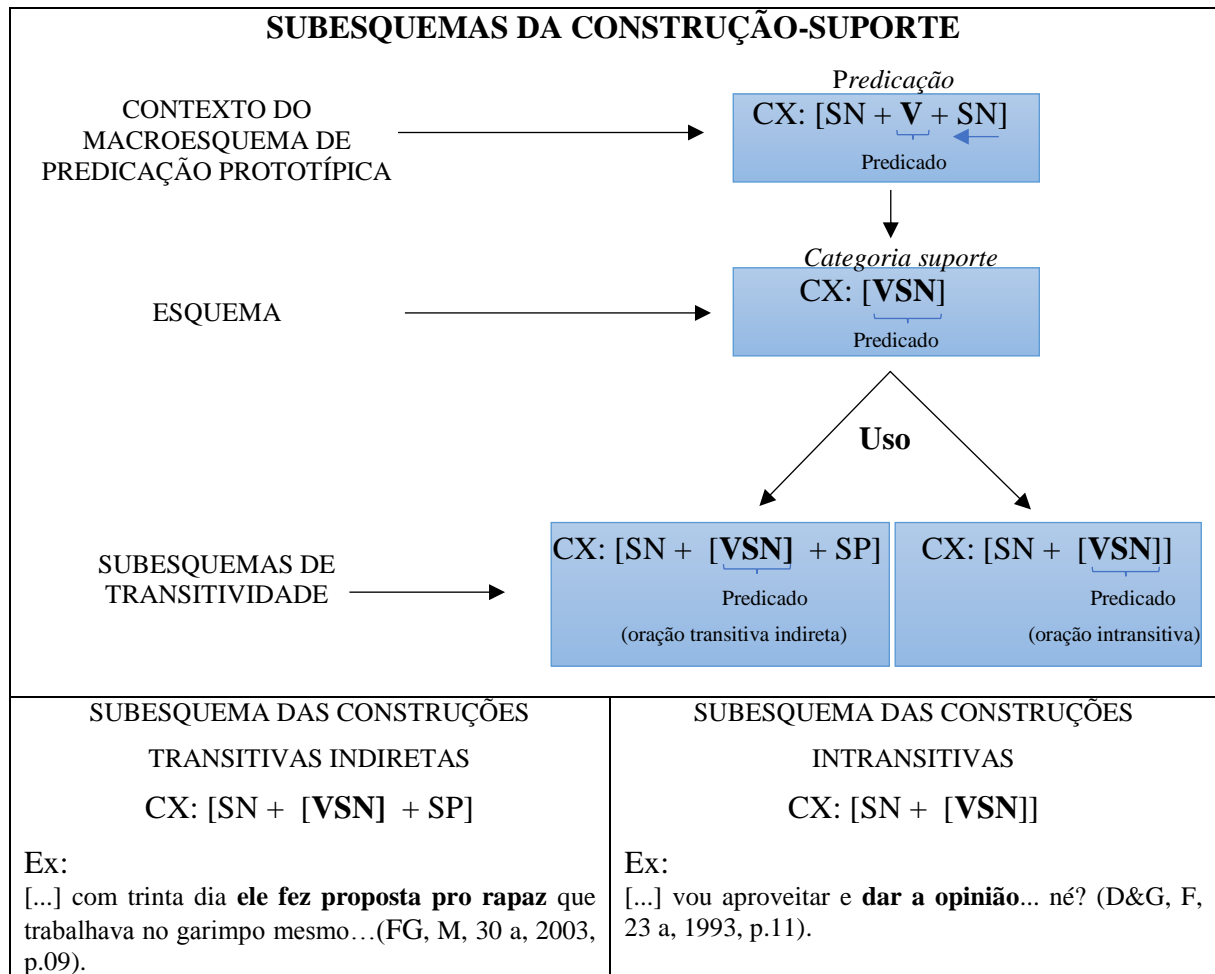 SUBESQUEMAS DA CONSTRUÇÃO-SUPORTE
CONTEXTO DO
MACROESQUEMA DE
PREDICAÇÃO PROTOTÍPICA
Predicação
CX: [SN + V + SN]
Predicado
ESQUEMA
Categoria suporte
CX: [VSN]
Predicado
Uso
SUBESQUEMAS DE
TRANSITIVIDADE
CX: [SN + [VSN] + SP]
Predicado
(oração transitiva indireta)
CX: [SN + [VSN]]
Predicado
(oração intransitiva)
SUBESQUEMA DAS CONSTRUÇÕES
TRANSITIVAS INDIRETAS
CX: [SN + [VSN] + SP]
Ex:
[...] com trinta dia ele fez proposta pro rapaz que
trabalhava no garimpo mesmo…(FG, M, 30 a, 2003,
p.09).
SUBESQUEMA DAS CONSTRUÇÕES
INTRANSITIVAS
CX: [SN + [VSN]]
Ex:
[...] vou aproveitar e dar a opinião... né? (D&G, F,
23 a, 1993, p.11).